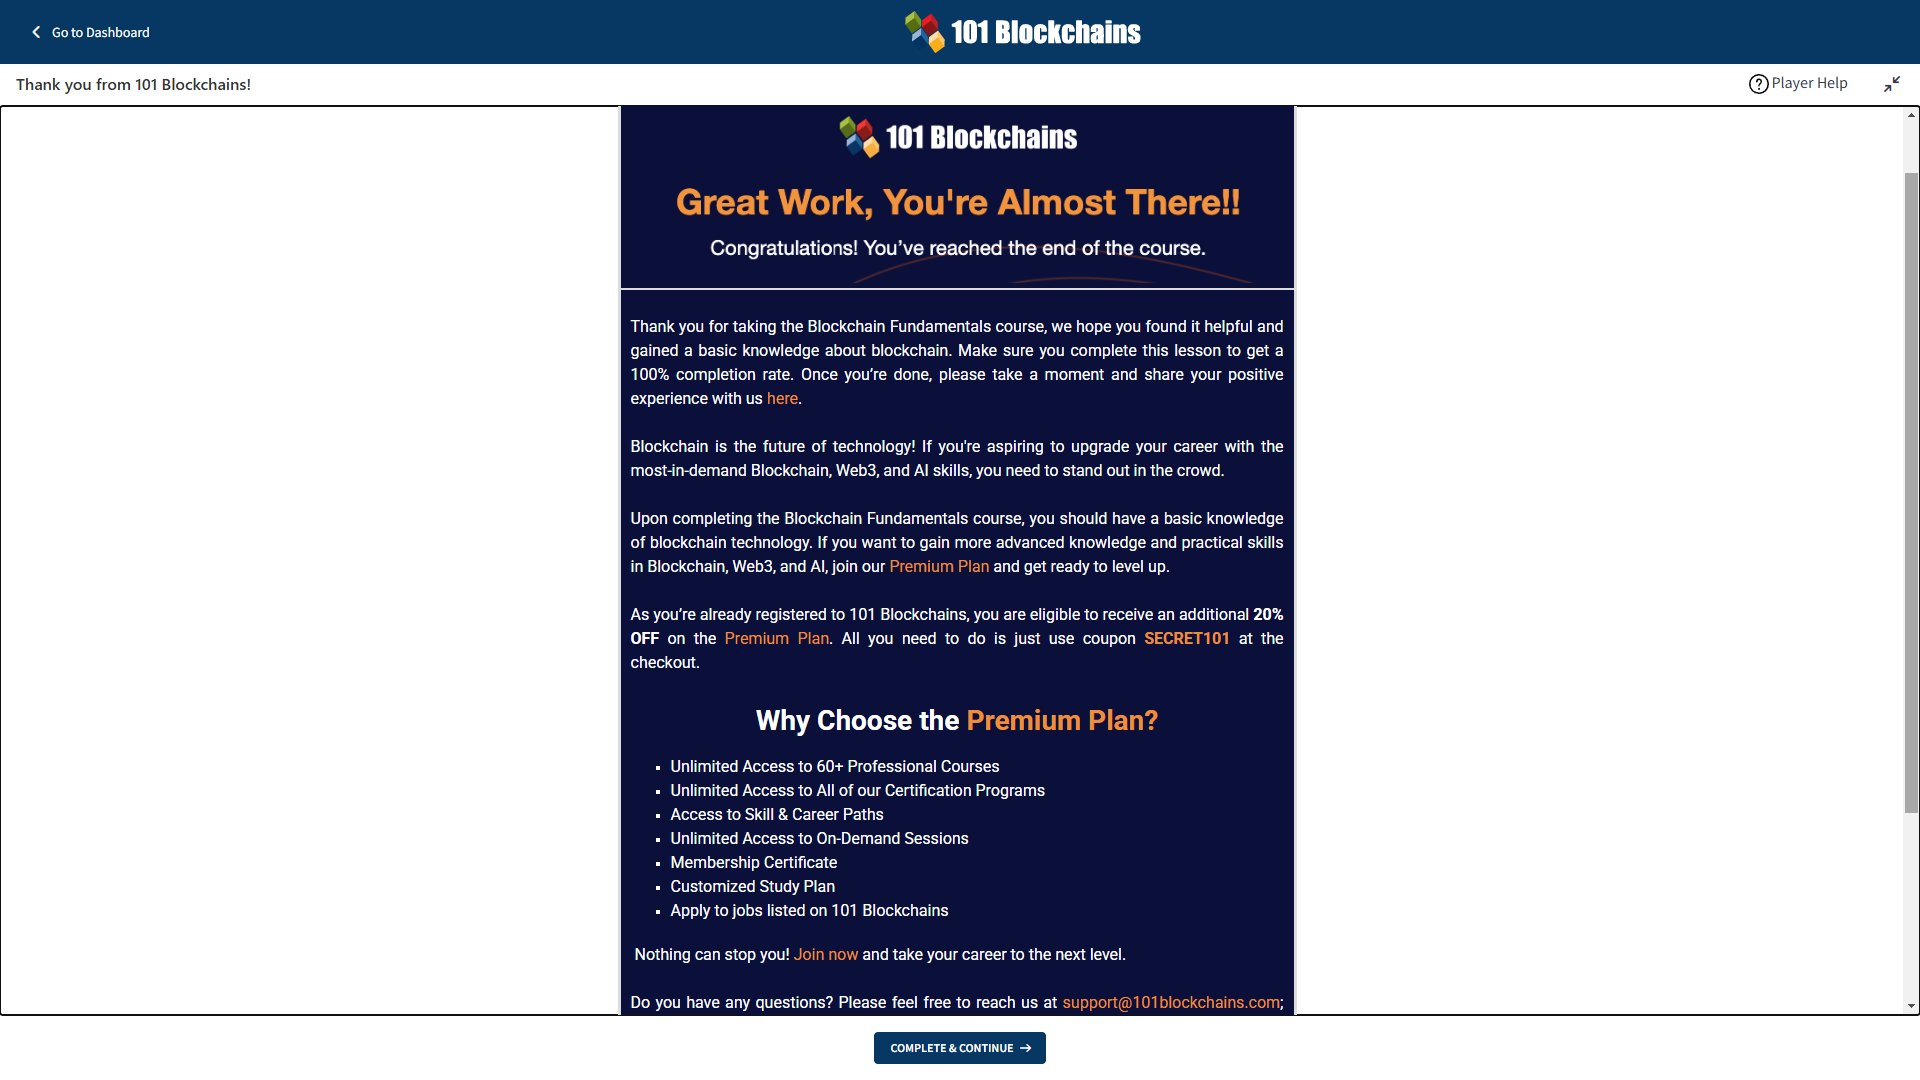 Go to Dashboard
101 Blockchains
Thank you from 101 Blockchains!
Player Help
101 Blockchains
Great Work, You're Almost There!!
Congratulations! You’ve reached the end of the course.
Thank you for taking the Blockchain Fundamentals course, we hope you found it helpful and
gained a basic knowledge about blockchain. Make sure you complete this lesson to get a
100% completion rate. Once you’re done, please take a moment and share your positive
experience with us here.
Blockchain is the future of technology! If you're aspiring to upgrade your career with the
most-in-demand Blockchain, Web3, and AI skills, you need to stand out in the crowd.
Upon completing the Blockchain Fundamentals course, you should have a basic knowledge
of blockchain technology. If you want to gain more advanced knowledge and practical skills
in Blockchain, Web3, and AI, join our Premium Plan and get ready to level up.
As you’re already registered to 101 Blockchains, you are eligible to receive an additional 20%
OFF on the Premium Plan. All you need to do is just use coupon SECRET101 at the
checkout.
Why Choose the Premium Plan?
▪ Unlimited Access to 60+ Professional Courses
▪ Unlimited Access to All of our Certification Programs
▪ Access to Skill & Career Paths
▪ Unlimited Access to On-Demand Sessions
▪ Membership Certificate
▪ Customized Study Plan
▪ Apply to jobs listed on 101 Blockchains
Nothing can stop you! Join now and take your career to the next level.
Do you have any questions? Please feel free to reach us at support@101blockchains.com;
COMPLETE & CONTINUE →